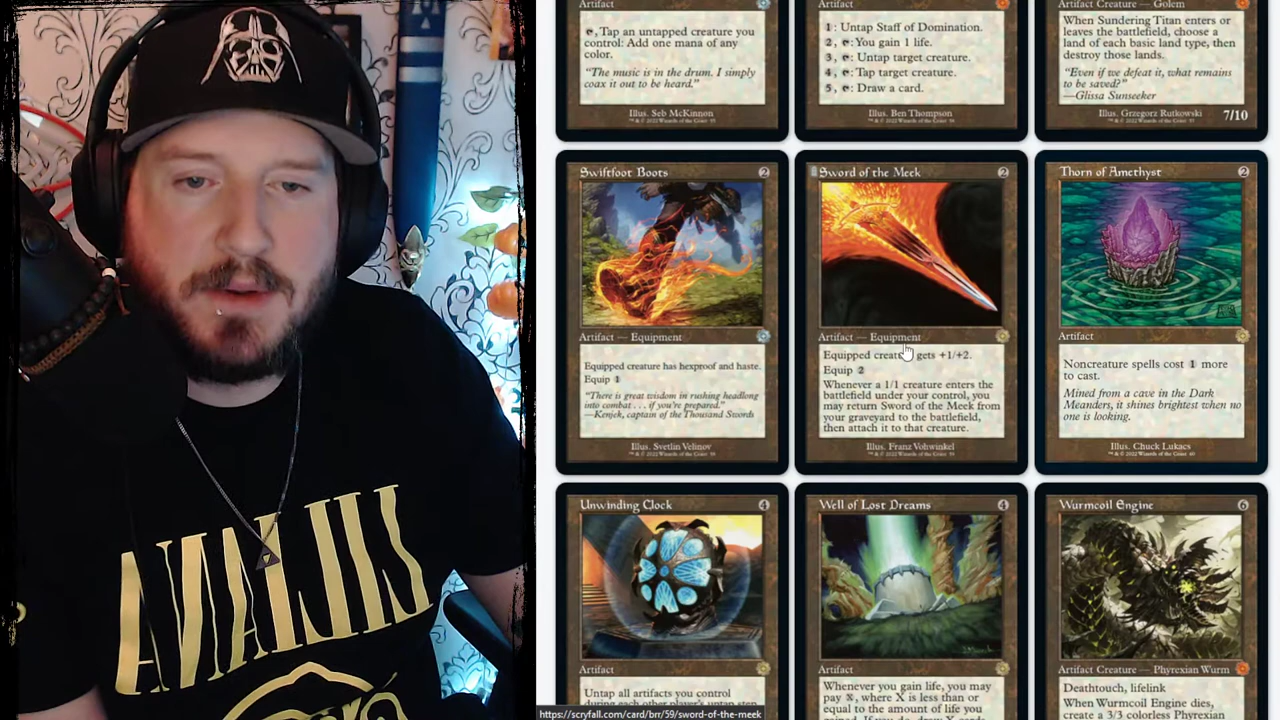 Artifact Creature — Golem
, Tap an untapped creature you
control: Add one mana of any
color.
"The music is in the drum. I simply
coax it out to be heard."
Illus. Seb McKinnon
1: Untap Staff of Domination.
2, : You gain 1 life.
3, : Untap target creature.
4, : Tap target creature.
5, : Draw a card.
Illus. Ben Thompson
When Sundering Titan enters or
leaves the battlefield, choose a
land of each basic land type, then
destroy those lands.
"Even if we defeat it, what remains
to be saved?"
—Glissa Sunseeker
Illus. Grzegorz Rutkowski
7/10
Swiftfoot Boots 2
Artifact — Equipment
Equipped creature has hexproof and haste.
Equip 1
"There is great wisdom in rushing headlong
into combat . . . if you're prepared."
—Kenjek, captain of the Thousand Swords
Illus. Svetlin Velinov
Sword of the Meek 2
Artifact — Equipment
Equipped creature gets +1/+2.
Equip 2
Whenever a 1/1 creature enters the
battlefield under your control, you
may return Sword of the Meek from
your graveyard to the battlefield,
then attach it to that creature.
Illus. Franz Vohwinkel
Thorn of Amethyst 2
Artifact
Noncreature spells cost 1 more
to cast.
Mined from a cave in the Dark
Meanders, it shines brightest when no
one is looking.
Illus. Chuck Lukacs
Unwinding Clock 4
Artifact
Untap all artifacts you control
during each other player's untap step.
Well of Lost Dreams 4
Artifact
Whenever you gain life, you may
pay X, where X is less than or
equal to the amount of life you
gained. If you do, draw X cards.
Wurmcoil Engine 6
Artifact Creature — Phyrexian Wurm
Deathtouch, lifelink
When Wurmcoil Engine dies,
create a 3/3 colorless Phyrexian
https://scryfall.com/card/brr/59/sword-of-the-meek
LILIANA